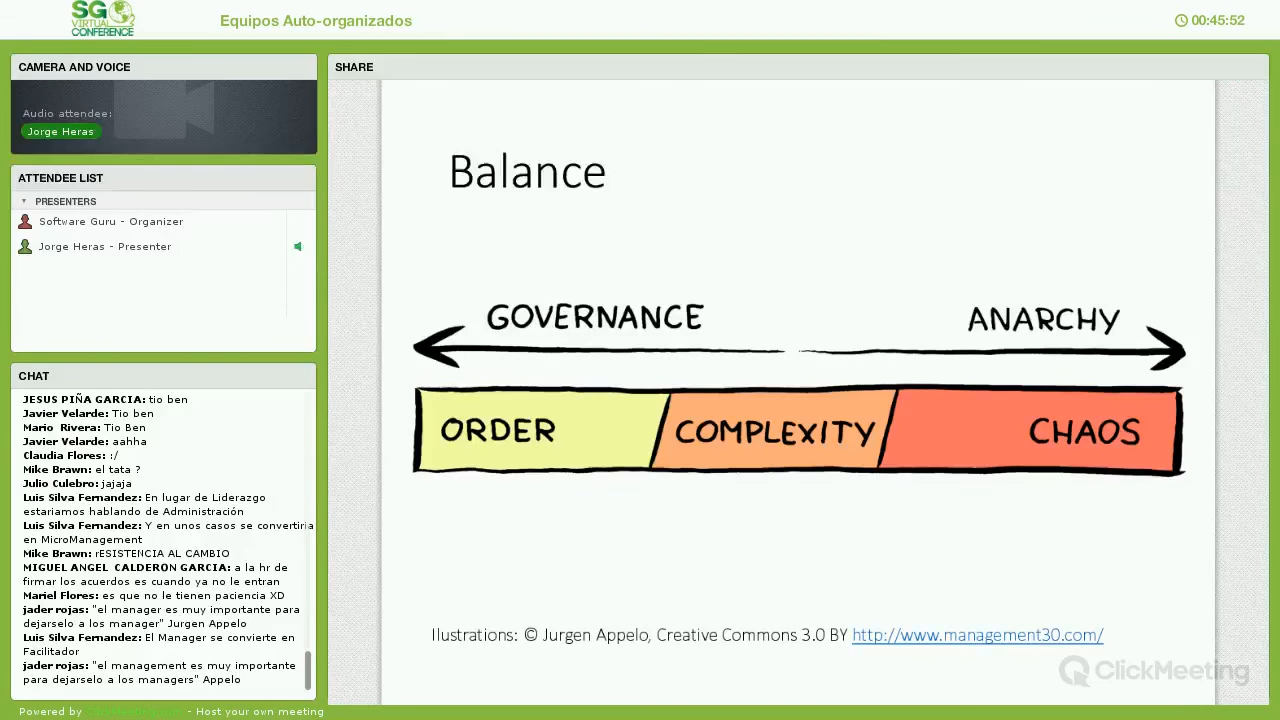 SG
VIRTUAL
CONFERENCE
Equipos Auto-organizados
00:45:52
CAMERA AND VOICE
Audio attendee:
Jorge Heras
ATTENDEE LIST
PRESENTERS
Software Guru - Organizer
Jorge Heras - Presenter
CHAT
JESUS PIÑA GARCIA: tio ben
Javier Velarde: Tio ben
Mario Rivera: Tio Ben
Javier Velarde: aahha
Claudia Flores: :/
Mike Brawn: el tata ?
Julio Culebro: jajaja
Luis Silva Fernandez: En lugar de Liderazgo
estariamos hablando de Administración
Luis Silva Fernandez: Y en unos casos se convertiria
en MicroManagement
Mike Brawn: rESISTENCIA AL CAMBIO
MIGUEL ANGEL CALDERON GARCIA: a la hr de
firmar los acuerdos es cuando ya no le entran
Mariel Flores: es que no le tienen paciencia XD
jader rojas: "el manager es muy importante para
dejarselo a los manager" Jurgen Appelo
Luis Silva Fernandez: El Manager se convierte en
Facilitador
jader rojas: "el management es muy importante
para dejarselo a los managers" Appelo
Powered by
- Host your own meeting
SHARE
Balance
GOVERNANCE
ANARCHY
ORDER
COMPLEXITY
CHAOS
Ilustrations: © Jurgen Appelo, Creative Commons 3.0 BY http://www.management30.com/
ClickMeeting